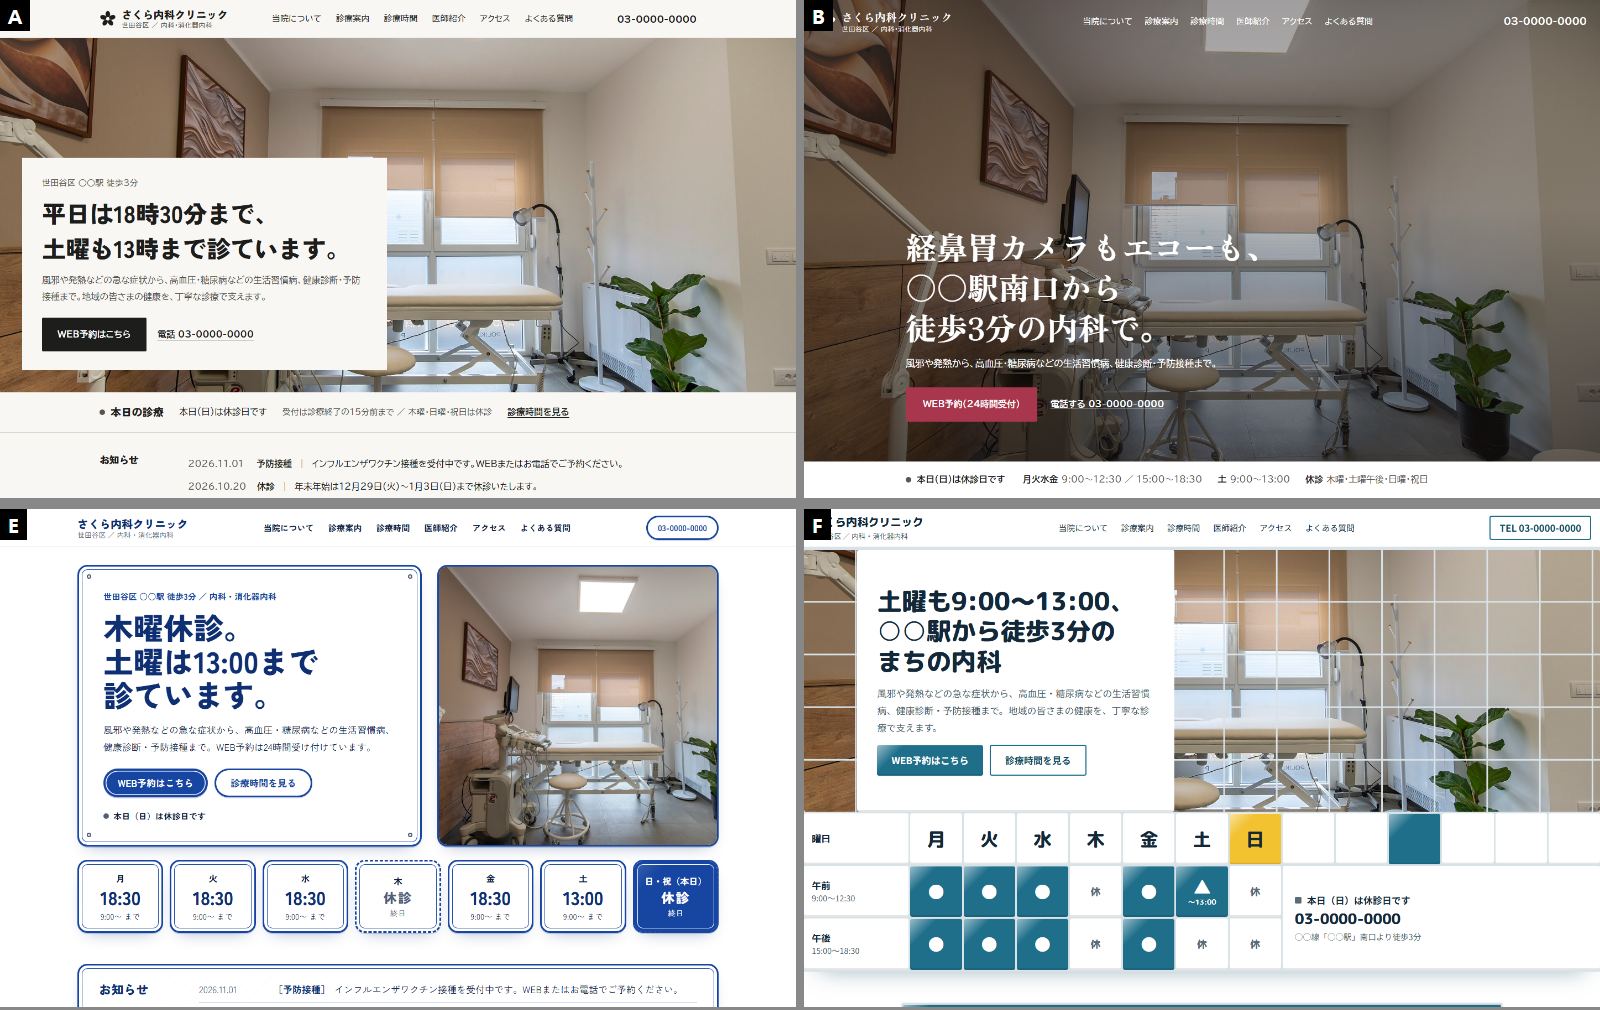 A
さくら内科クリニック
世田谷区 ／ 内科・消化器内科
当院について 診療案内 診療時間 医師紹介 アクセス よくある質問
03-0000-0000
世田谷区 〇〇駅 徒歩3分
平日は18時30分まで、
土曜も13時まで診ています。
風邪や発熱などの急な症状から、高血圧・糖尿病などの生活習慣病、健康診断・予防
接種まで。地域の皆さまの健康を、丁寧な診療で支えます。
WEB予約はこちら 電話 03-0000-0000
本日の診療 本日(日)は休診日です 受付は診療終了の15分前まで ／ 木曜・日曜・祝日は休診 診療時間を見る
お知らせ 2026.11.01 予防接種 | インフルエンザワクチン接種を受付中です。WEBまたはお電話でご予約ください。
2026.10.20 休診 | 年末年始は12月29日(火)〜1月3日(日)まで休診いたします。
B
さくら内科クリニック
世田谷区 ／ 内科・消化器内科
当院について 診療案内 診療時間 医師紹介 アクセス よくある質問
03-0000-0000
経鼻胃カメラもエコーも、
〇〇駅南口から
徒歩3分の内科で。
風邪や発熱から、高血圧・糖尿病などの生活習慣病、健康診断・予防接種まで。
WEB予約(24時間受付) 電話する 03-0000-0000
本日(日)は休診日です 月火水金 9:00〜12:30 ／ 15:00〜18:30 土 9:00〜13:00 休診 木曜・土曜午後・日曜・祝日
E
さくら内科クリニック
世田谷区 ／ 内科・消化器内科
当院について 診療案内 診療時間 医師紹介 アクセス よくある質問
03-0000-0000
世田谷区 〇〇駅 徒歩3分 ／ 内科・消化器内科
木曜休診。
土曜は13:00まで
診ています。
風邪や発熱などの急な症状から、高血圧・糖尿病などの生活習慣病、
健康診断・予防接種まで。WEB予約は24時間受け付けています。
WEB予約はこちら 診療時間を見る
本日（日）は休診日です
月 火 水 木 金 土 日・祝（本日）
18:30 18:30 18:30 休診 18:30 13:00 休診
9:00〜 まで 9:00〜 まで 9:00〜 まで 終日 9:00〜 まで 9:00〜 まで 終日
お知らせ 2026.11.01 ［予防接種］ インフルエンザワクチン接種を受付中です。WEBまたはお電話でご予約ください。
F
ら内科クリニック
区 ／ 内科・消化器内科
当院について 診療案内 診療時間 医師紹介 アクセス よくある質問
TEL 03-0000-0000
土曜も9:00〜13:00、
〇〇駅から徒歩3分の
まちの内科
風邪や発熱などの急な症状から、高血圧・糖尿病などの生活習慣
病、健康診断・予防接種まで。地域の皆さまの健康を、丁寧な診
療で支えます。
WEB予約はこちら 診療時間を見る
曜日 月 火 水 木 金 土 日
午前 ● ● ● 休 ● ▲ 休
9:00〜12:30 〜13:00
午後 ● ● ● 休 ● 休 休
15:00〜18:30
本日（日）は休診日です
03-0000-0000
〇〇線「〇〇駅」南口より徒歩3分